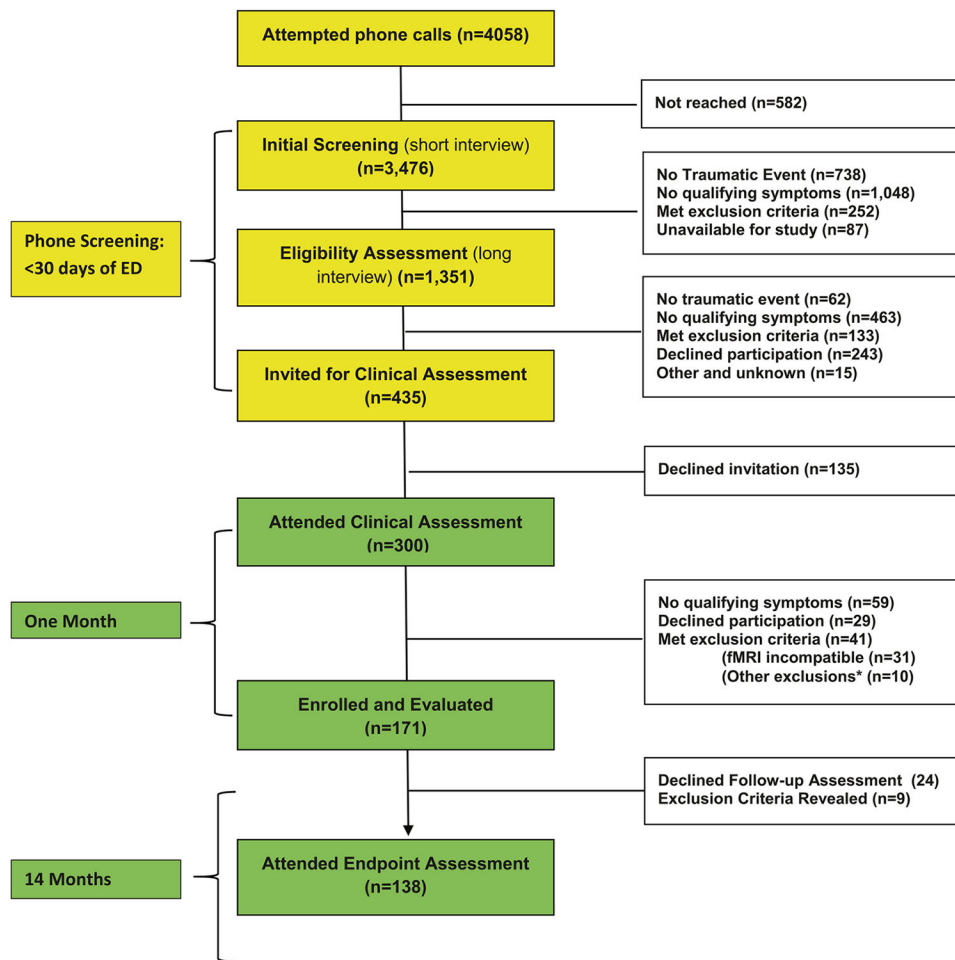 Attempted phone calls (n=4058)
Not reached (n=582)
Initial Screening (short interview)
(n=3,476)
No Traumatic Event (n=738)
No qualifying symptoms (n=1,048)
Met exclusion criteria (n=252)
Unavailable for study (n=87)
Phone Screening:
<30 days of ED
Eligibility Assessment (long
interview) (n=1,351)
No traumatic event (n=62)
No qualifying symptoms (n=463)
Met exclusion criteria (n=133)
Declined participation (n=243)
Other and unknown (n=15)
Invited for Clinical Assessment
(n=435)
Declined invitation (n=135)
Attended Clinical Assessment
(n=300)
One Month
No qualifying symptoms (n=59)
Declined participation (n=29)
Met exclusion criteria (n=41)
(fMRI incompatible (n=31)
(Other exclusions* (n=10)
Enrolled and Evaluated
(n=171)
Declined Follow-up Assessment (24)
Exclusion Criteria Revealed (n=9)
14 Months
Attended Endpoint Assessment
(n=138)